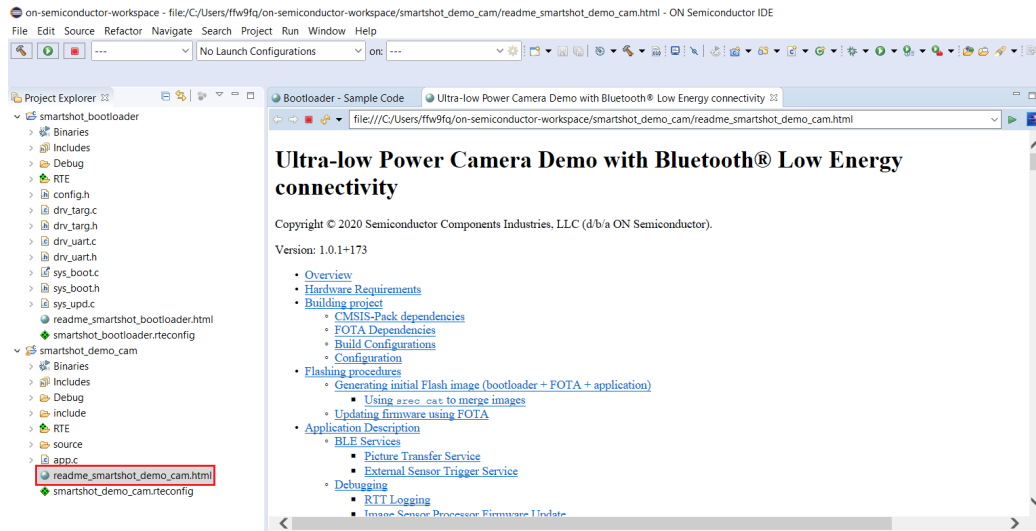 on-semiconductor-workspace - file:/C:/Users/ffw9fq/on-semiconductor-workspace/smartshot_demo_cam/readme_smartshot_demo_cam.html - ON Semiconductor IDE
File Edit Source Refactor Navigate Search Project Run Window Help
--- No Launch Configurations on: ---
Project Explorer
smartshot_bootloader
Binaries
Includes
Debug
RTE
config.h
drv_targ.c
drv_targ.h
drv_uart.c
drv_uart.h
sys_boot.c
sys_boot.h
sys_upd.c
readme_smartshot_bootloader.html
smartshot_bootloader.rteconfig
smartshot_demo_cam
Binaries
Includes
Debug
include
RTE
source
app.c
readme_smartshot_demo_cam.html
smartshot_demo_cam.rteconfig
Bootloader - Sample Code
Ultra-low Power Camera Demo with Bluetooth® Low Energy connectivity
file:///C:/Users/ffw9fq/on-semiconductor-workspace/smartshot_demo_cam/readme_smartshot_demo_cam.html
Ultra-low Power Camera Demo with Bluetooth® Low Energy
connectivity
Copyright © 2020 Semiconductor Components Industries, LLC (d/b/a ON Semiconductor).
Version: 1.0.1+173
• Overview
• Hardware Requirements
• Building project
◦ CMSIS-Pack dependencies
◦ FOTA Dependencies
◦ Build Configurations
◦ Configuration
• Flashing procedures
◦ Generating initial Flash image (bootloader + FOTA + application)
▪ Using srec_cat to merge images
◦ Updating firmware using FOTA
• Application Description
◦ BLE Services
▪ Picture Transfer Service
▪ External Sensor Trigger Service
◦ Debugging
▪ RTT Logging
▪ Image Sensor Processor Firmware Update